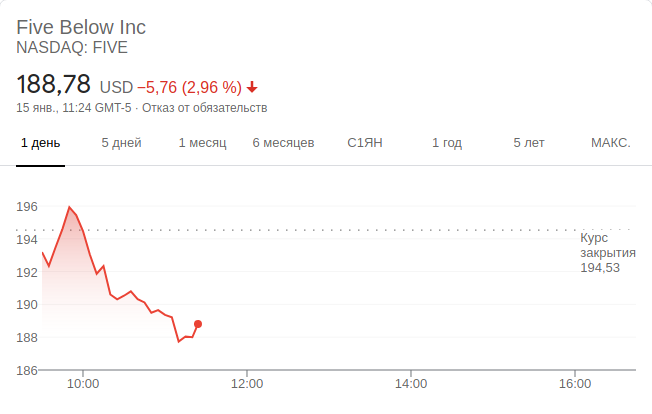 Five Below Inc
NASDAQ: FIVE
188,78 USD −5,76 (2,96 %)
15 янв., 11:24 GMT-5 · Отказ от обязательств
1 день 5 дней 1 месяц 6 месяцев С1ЯН 1 год 5 лет МАКС.
196
194
192
190
188
186
Курс
закрытия
194,53
10:00 12:00 14:00 16:00